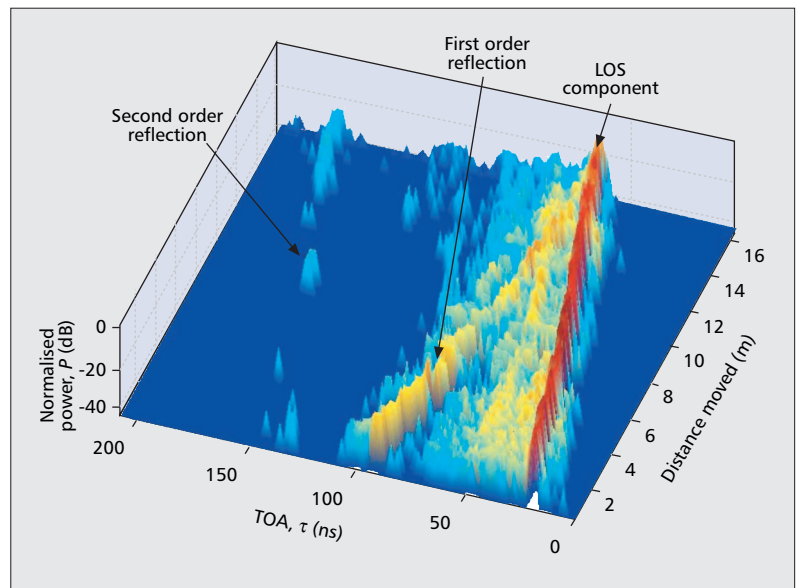 First order
reflection
LOS
component
Second order
reflection
0
-20
-40
Normalised
power, P (dB)
200
150
100
50
0
TOA, τ (ns)
2
4
6
8
10
12
14
16
Distance moved (m)